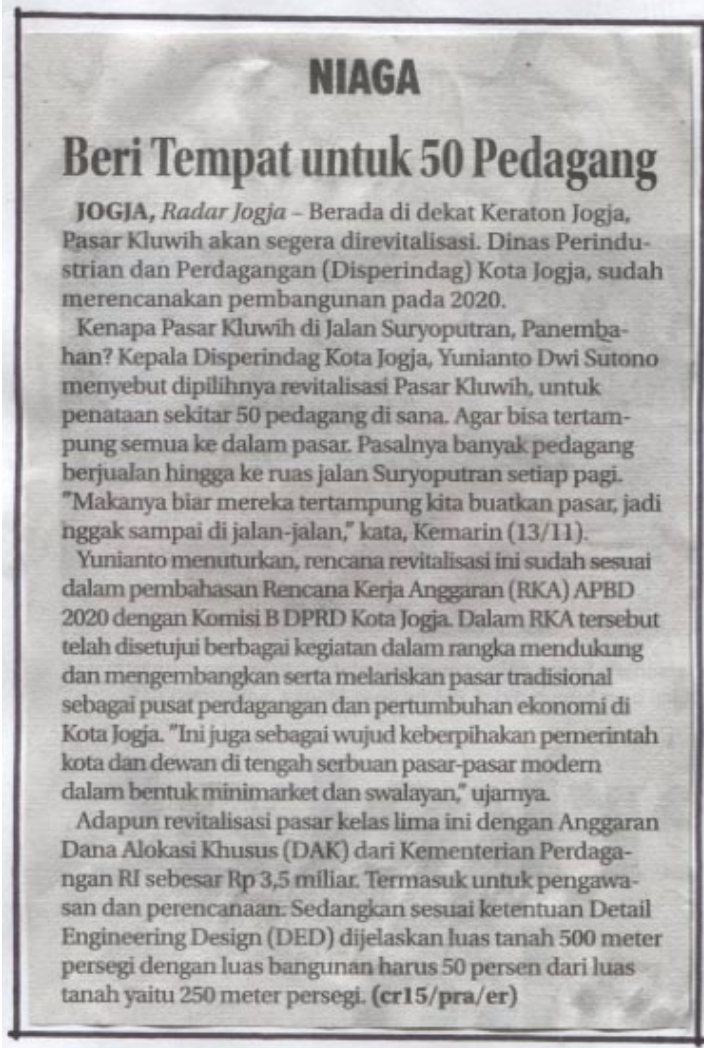 NIAGA
Beri Tempat untuk 50 Pedagang
JOGJA, Radar Jogja – Berada di dekat Keraton Jogja,
Pasar Kluwih akan segera direvitalisasi. Dinas Perindu-
strian dan Perdagangan (Disperindag) Kota Jogja, sudah
merencanakan pembangunan pada 2020.
Kenapa Pasar Kluwih di Jalan Suryoputran, Panemba-
han? Kepala Disperindag Kota Jogja, Yunianto Dwi Sutono
menyebut dipilihnya revitalisasi Pasar Kluwih, untuk
penataan sekitar 50 pedagang di sana. Agar bisa tertam-
pung semua ke dalam pasar. Pasalnya banyak pedagang
berjualan hingga ke ruas jalan Suryoputran setiap pagi.
"Makanya biar mereka tertampung kita buatkan pasar, jadi
nggak sampai di jalan-jalan," kata, Kemarin (13/11).
Yunianto menuturkan, rencana revitalisasi ini sudah sesuai
dalam pembahasan Rencana Kerja Anggaran (RKA) APBD
2020 dengan Komisi B DPRD Kota Jogja. Dalam RKA tersebut
telah disetujui berbagai kegiatan dalam rangka mendukung
dan mengembangkan serta melariskan pasar tradisional
sebagai pusat perdagangan dan pertumbuhan ekonomi di
Kota Jogja. "Ini juga sebagai wujud keberpihakan pemerintah
kota dan dewan di tengah serbuan pasar-pasar modern
dalam bentuk minimarket dan swalayan," ujarnya.
Adapun revitalisasi pasar kelas lima ini dengan Anggaran
Dana Alokasi Khusus (DAK) dari Kementerian Perdaga-
ngan RI sebesar Rp 3,5 miliar. Termasuk untuk pengawa-
san dan perencanaan. Sedangkan sesuai ketentuan Detail
Engineering Design (DED) dijelaskan luas tanah 500 meter
persegi dengan luas bangunan harus 50 persen dari luas
tanah yaitu 250 meter persegi. (cr15/pra/er)